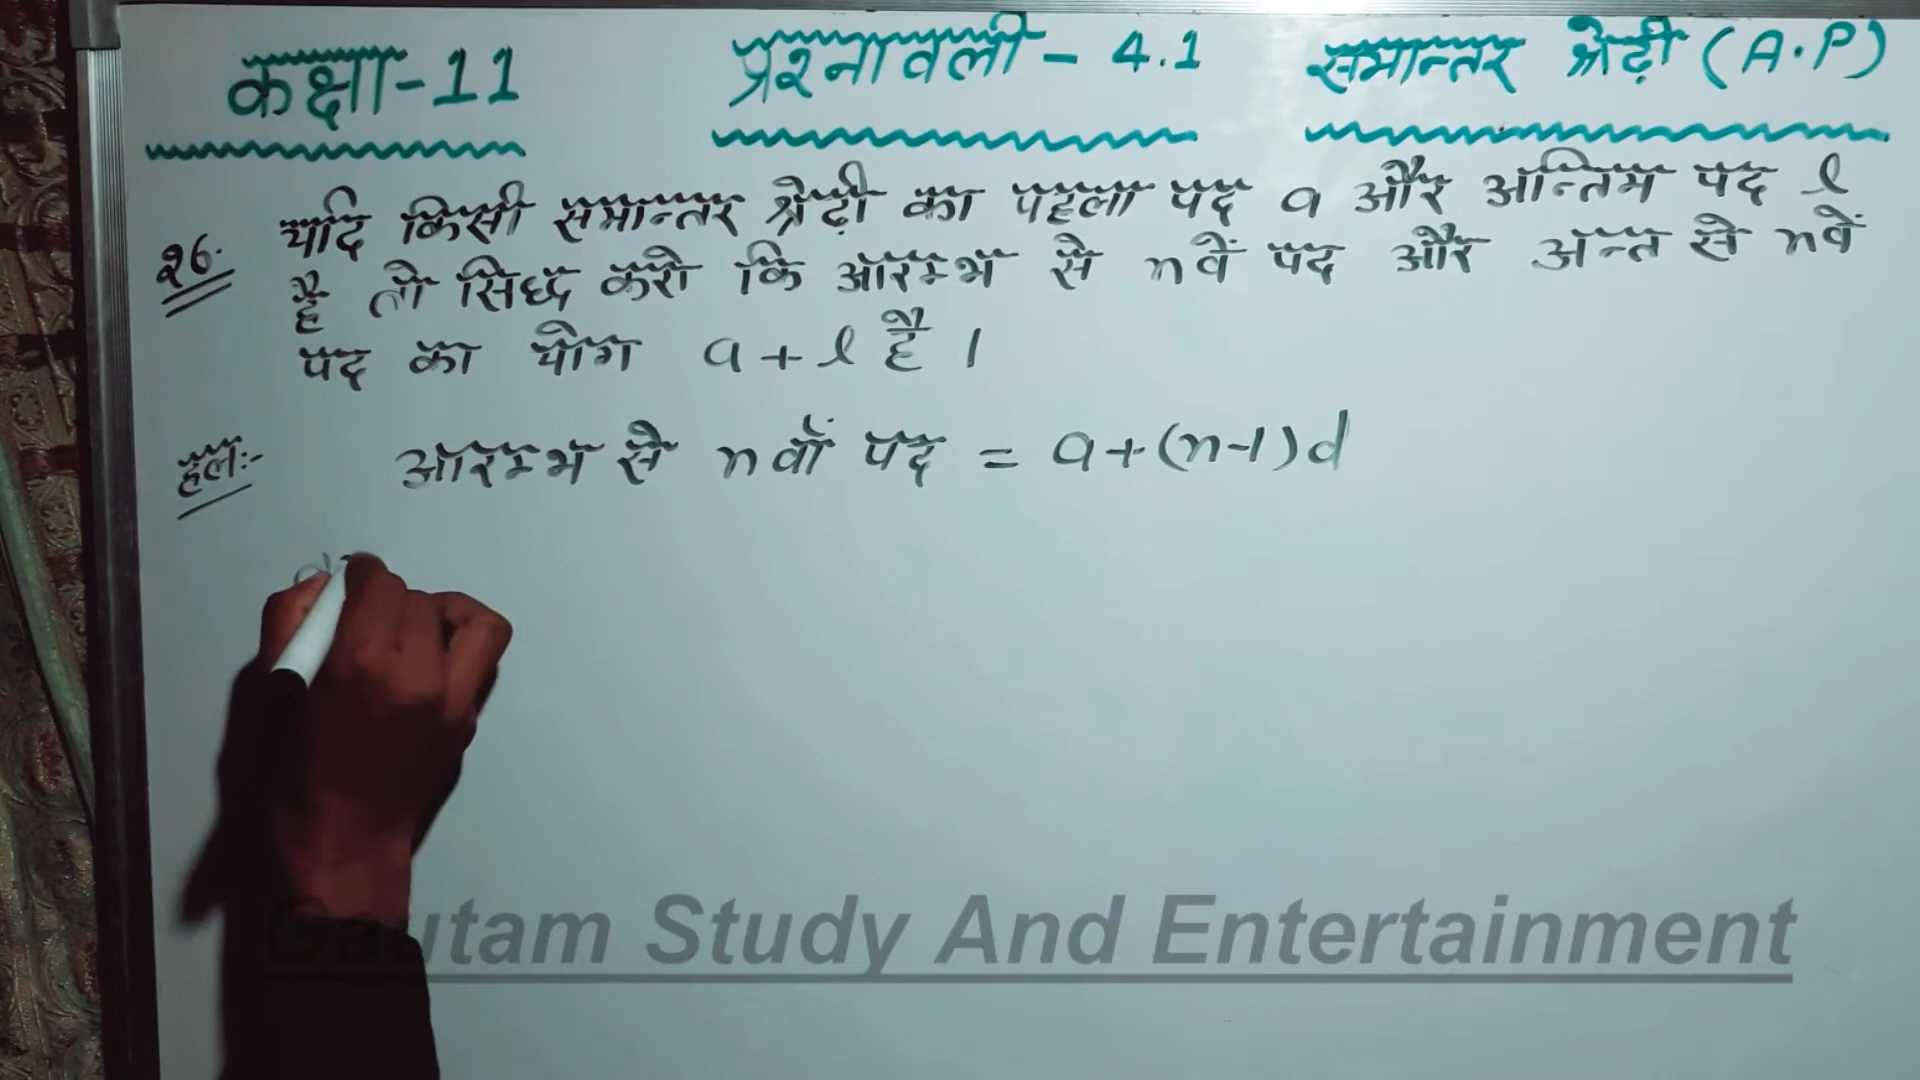 कक्षा-11 प्रश्नावली - 4.1 समान्तर श्रेढ़ी (A.P)
26. यदि किसी समान्तर श्रेढ़ी का पहला पद a और अन्तिम पद l
है तो सिद्ध करो कि आरम्भ से nवें पद और अन्त से nवें
पद का योग a + l है ।
हल:- आरम्भ से nवाँ पद = a+(n-1)d
Gautam Study And Entertainment